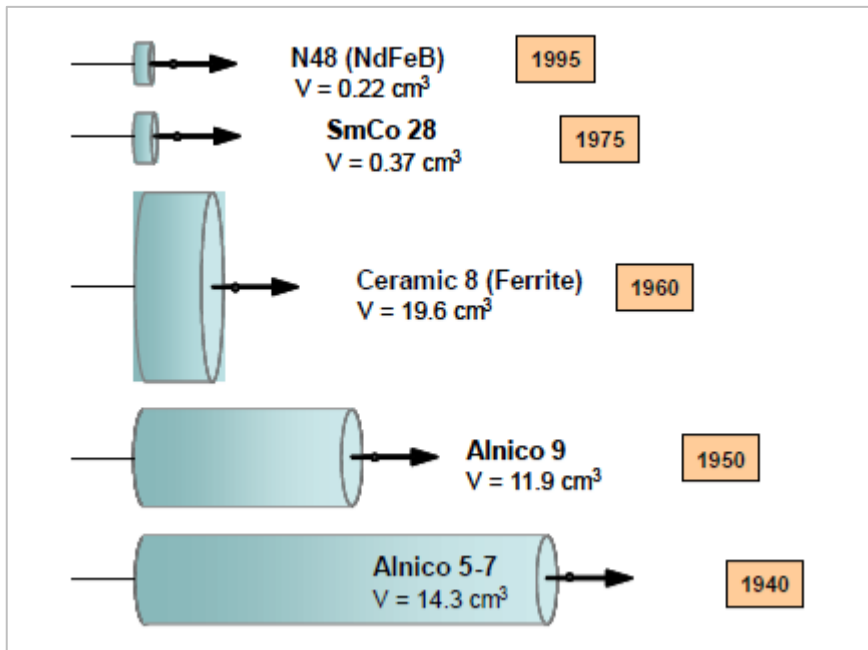 N48 (NdFeB)
1995
V = 0.22 cm³
SmCo 28
1975
V = 0.37 cm³
Ceramic 8 (Ferrite)
1960
V = 19.6 cm³
Alnico 9
1950
V = 11.9 cm³
Alnico 5-7
1940
V = 14.3 cm³